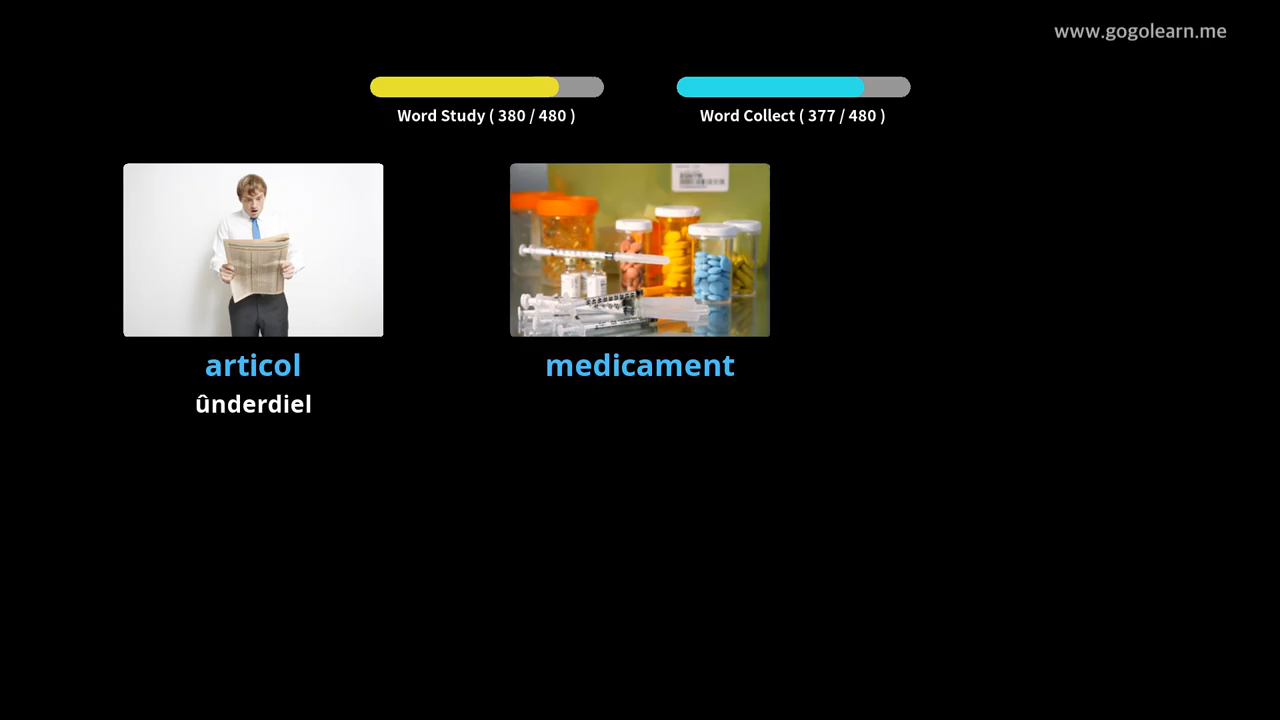 www.gogolearn.me
Word Study ( 380 / 480 )
Word Collect ( 377 / 480 )
articol
medicament
ûnderdiel